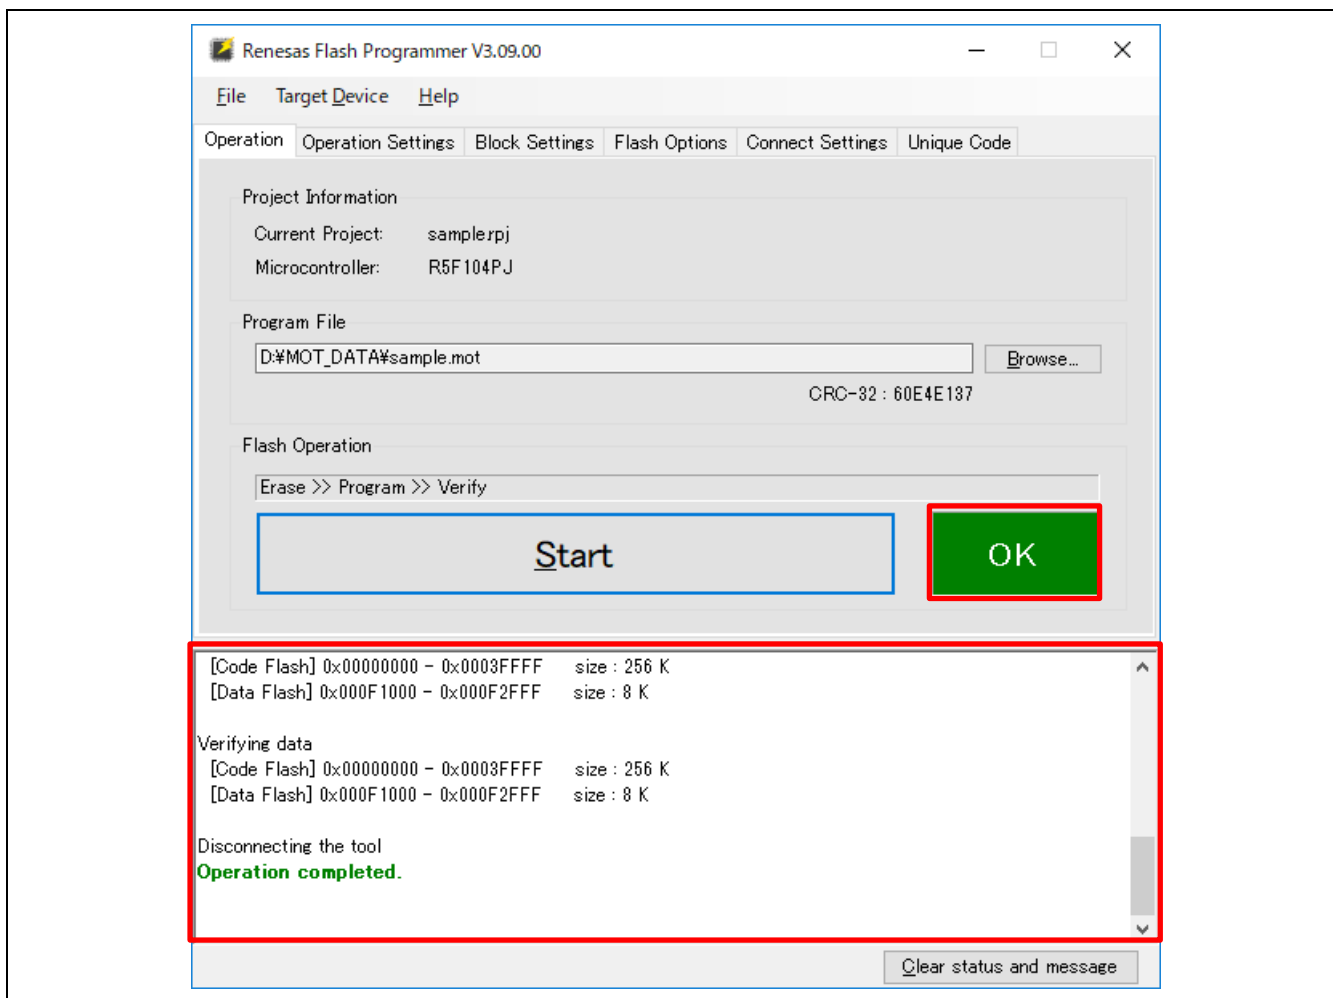 Renesas Flash Programmer V3.09.00
File Target Device Help
Operation Operation Settings Block Settings Flash Options Connect Settings Unique Code
Project Information
Current Project: sample.rpj
Microcontroller: R5F104PJ
Program File
D:¥MOT_DATA¥sample.mot Browse...
CRC-32 : 60E4E137
Flash Operation
Erase >> Program >> Verify
Start OK
[Code Flash] 0x00000000 - 0x0003FFFF size : 256 K
[Data Flash] 0x000F1000 - 0x000F2FFF size : 8 K
Verifying data
[Code Flash] 0x00000000 - 0x0003FFFF size : 256 K
[Data Flash] 0x000F1000 - 0x000F2FFF size : 8 K
Disconnecting the tool
Operation completed.
Clear status and message